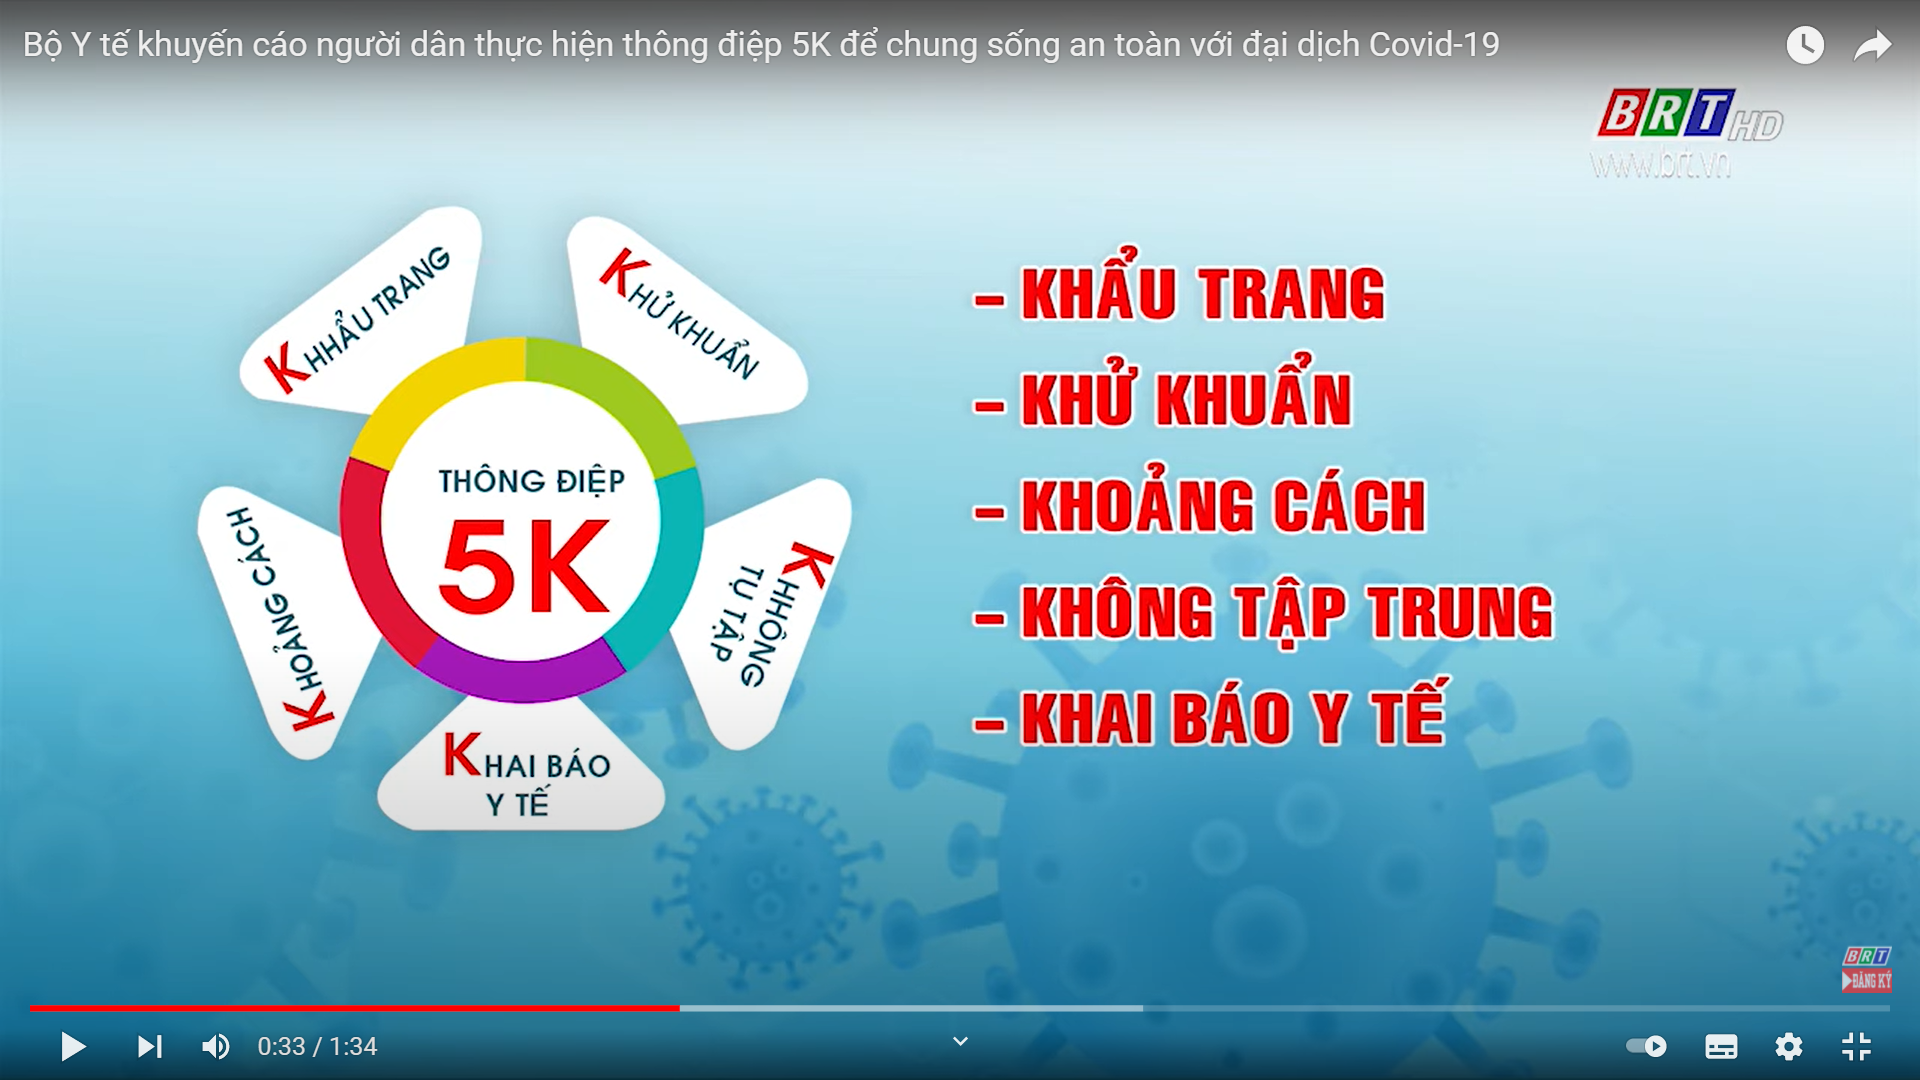 Bộ Y tế khuyến cáo người dân thực hiện thông điệp 5K để chung sống an toàn với đại dịch Covid-19
BRT HD
www.brt.vn
KHHẨU TRANG
KHỬ KHUẨN
THÔNG ĐIỆP
5K
KHOẢNG CÁCH
KHHÔNG
TỤ TẬP
KHAI BÁO
Y TẾ
– KHẨU TRANG
– KHỬ KHUẨN
– KHOẢNG CÁCH
– KHÔNG TẬP TRUNG
– KHAI BÁO Y TẾ
BRT
ĐĂNG KÝ
0:33 / 1:34